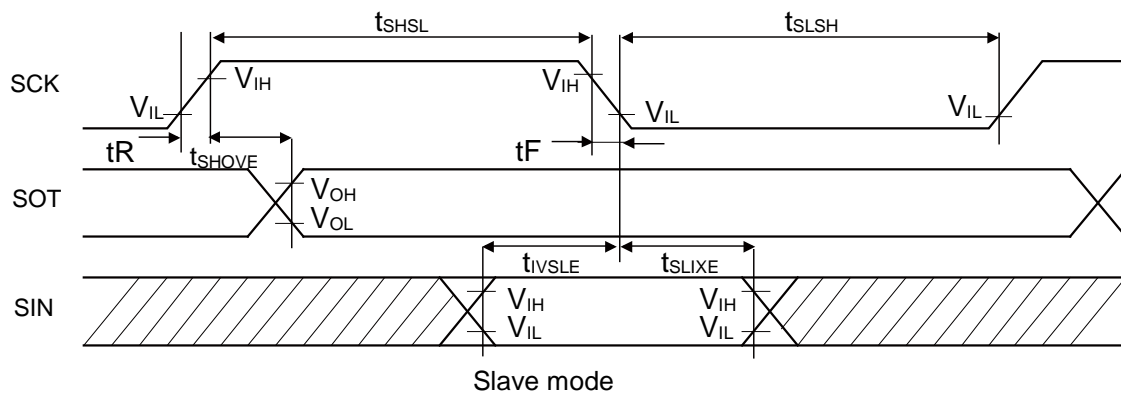 tSHSL tSLSH
SCK VIH VIH
VIL VIL VIL
tR tSHOVE tF
SOT VOH
VOL
tIVSLE tSLIXE
SIN VIH VIH
VIL VIL
Slave mode